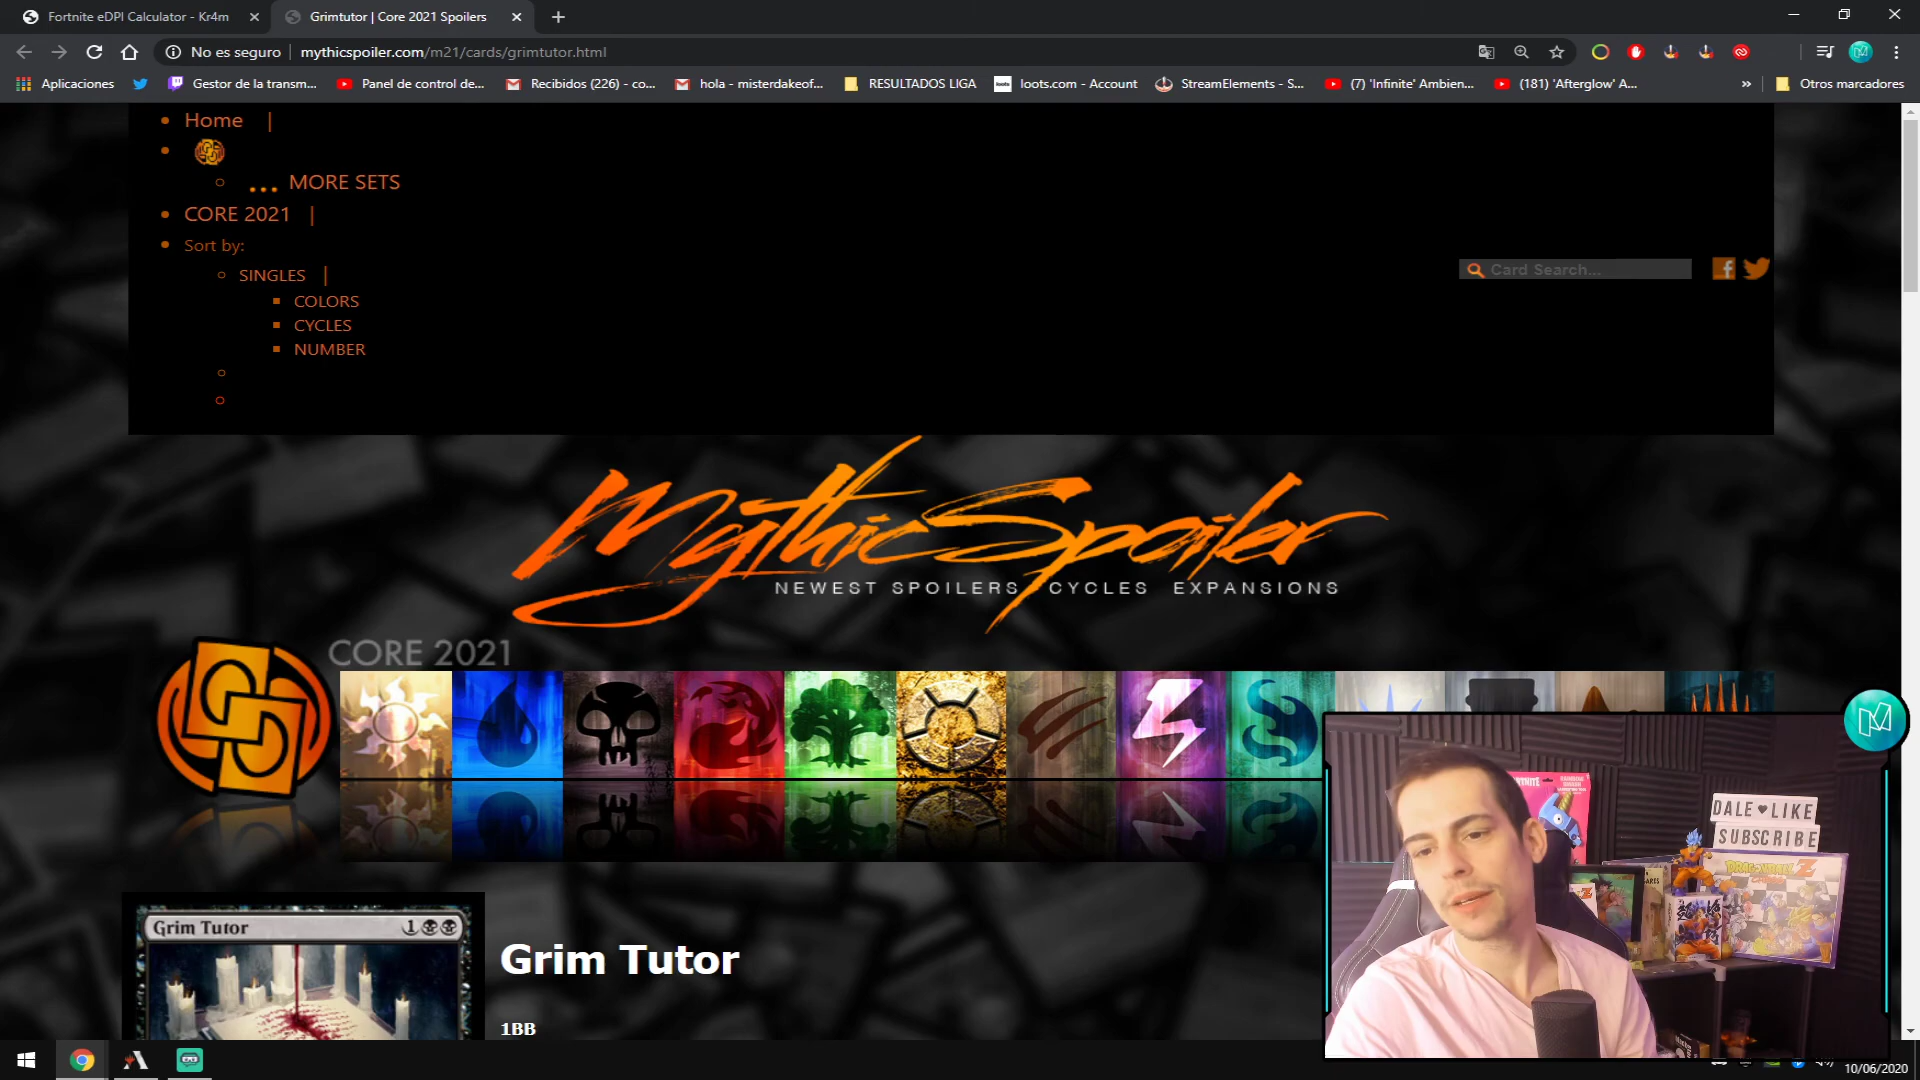 Fortnite eDPI Calculator - Kr4m
Grimtutor | Core 2021 Spoilers
No es seguro
mythicspoiler.com/m21/cards/grimtutor.html
Aplicaciones
Gestor de la transm...
Panel de control de...
Recibidos (226) - co...
hola - misterdakeof...
RESULTADOS LIGA
loots
loots.com - Account
StreamElements - S...
(7) 'Infinite' Ambien...
(181) 'Afterglow' A...
»
Otros marcadores
Home |
... MORE SETS
CORE 2021 |
Sort by:
SINGLES |
Card Search...
COLORS
CYCLES
NUMBER
MythicSpoiler
NEWEST SPOILERS CYCLES EXPANSIONS
CORE 2021
DALE ♥ LIKE
SUBSCRIBE
DRAGONBALL Z
Grim Tutor 1
Grim Tutor
1BB
10/06/2020